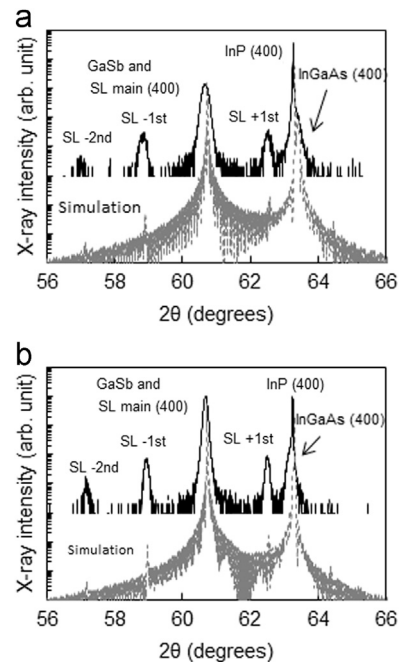 a
X-ray intensity (arb. unit)
GaSb and
SL main (400)
InP (400)
InGaAs (400)
SL -2nd
SL -1st
SL +1st
Simulation
56 58 60 62 64 66
2θ (degrees)
b
X-ray intensity (arb. unit)
GaSb and
SL main (400)
InP (400)
InGaAs (400)
SL -2nd
SL -1st
SL +1st
Simulation
56 58 60 62 64 66
2θ (degrees)